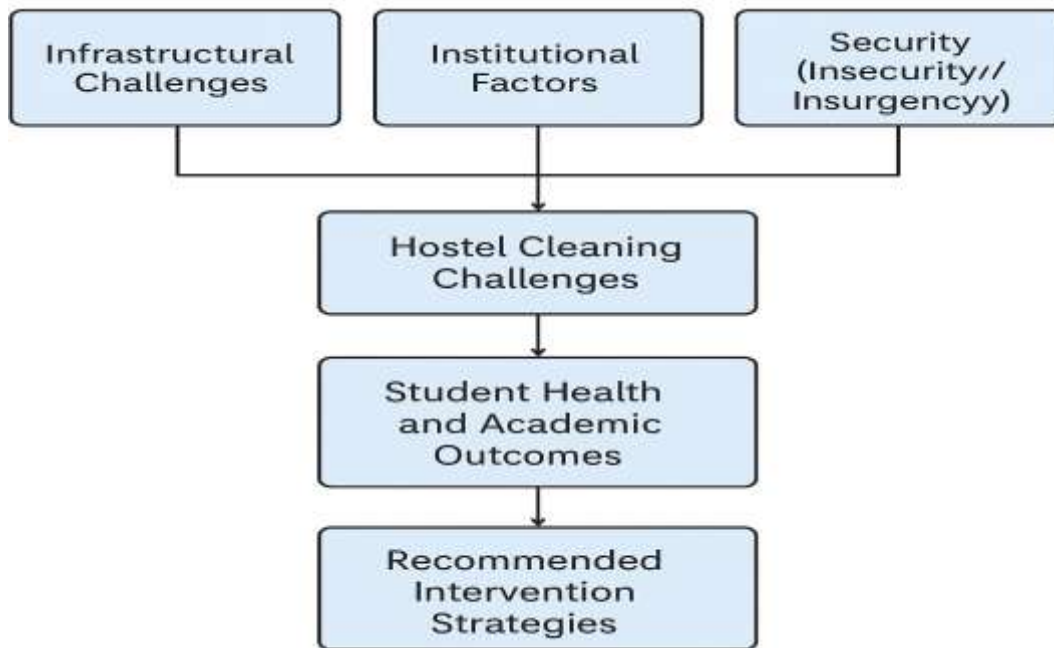 Infrastructural
Challenges
Institutional
Factors
Security
(Insecurity//
Insurgencyy)
Hostel Cleaning
Challenges
Student Health
and Academic
Outcomes
Recommended
Intervention
Strategies